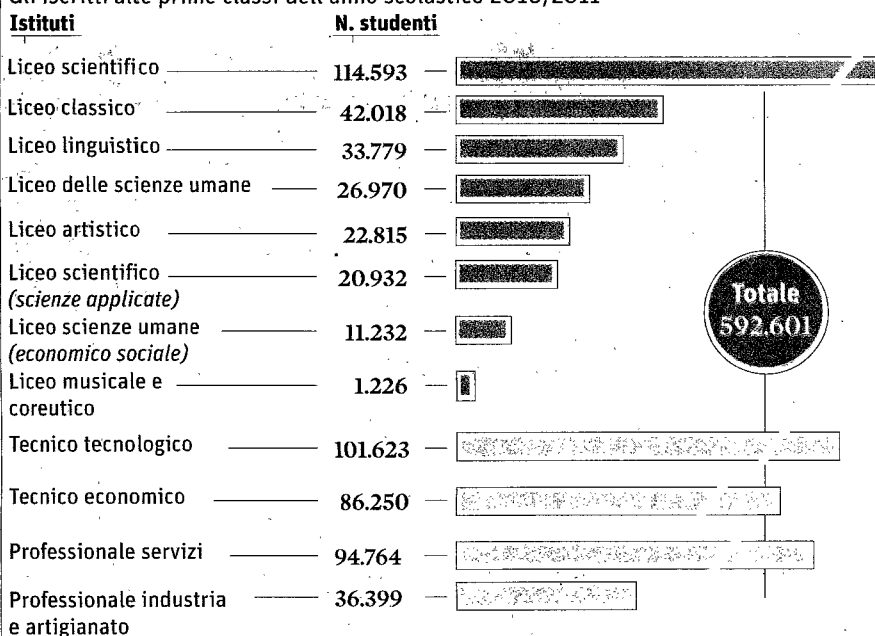 Gli iscritti alle prime classi dell'anno scolastico 2010/2011
Istituti N. studenti
Liceo scientifico 114.593
Liceo classico 42.018
Liceo linguistico 33.779
Liceo delle scienze umane 26.970
Liceo artistico 22.815
Liceo scientifico 20.932
(scienze applicate)
Liceo scienze umane 11.232
(economico sociale)
Liceo musicale e 1.226
coreutico
Tecnico tecnologico 101.623
Tecnico economico 86.250
Professionale servizi 94.764
Professionale industria 36.399
e artigianato
Totale
592.601